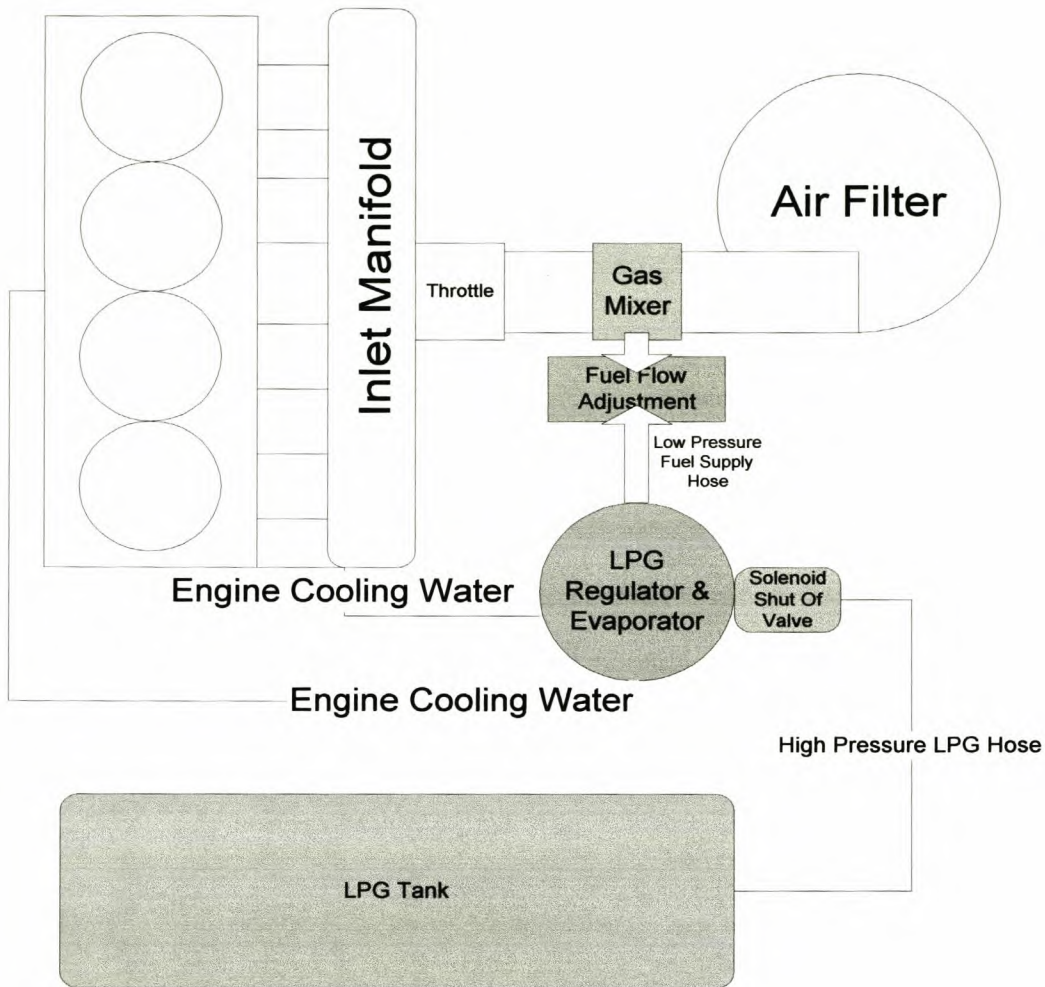 Air Filter
Inlet Manifold
Throttle
Gas
Mixer
Fuel Flow
Adjustment
Low Pressure
Fuel Supply
Hose
LPG
Regulator &
Evaporator
Solenoid
Shut Of
Valve
Engine Cooling Water
Engine Cooling Water
High Pressure LPG Hose
LPG Tank